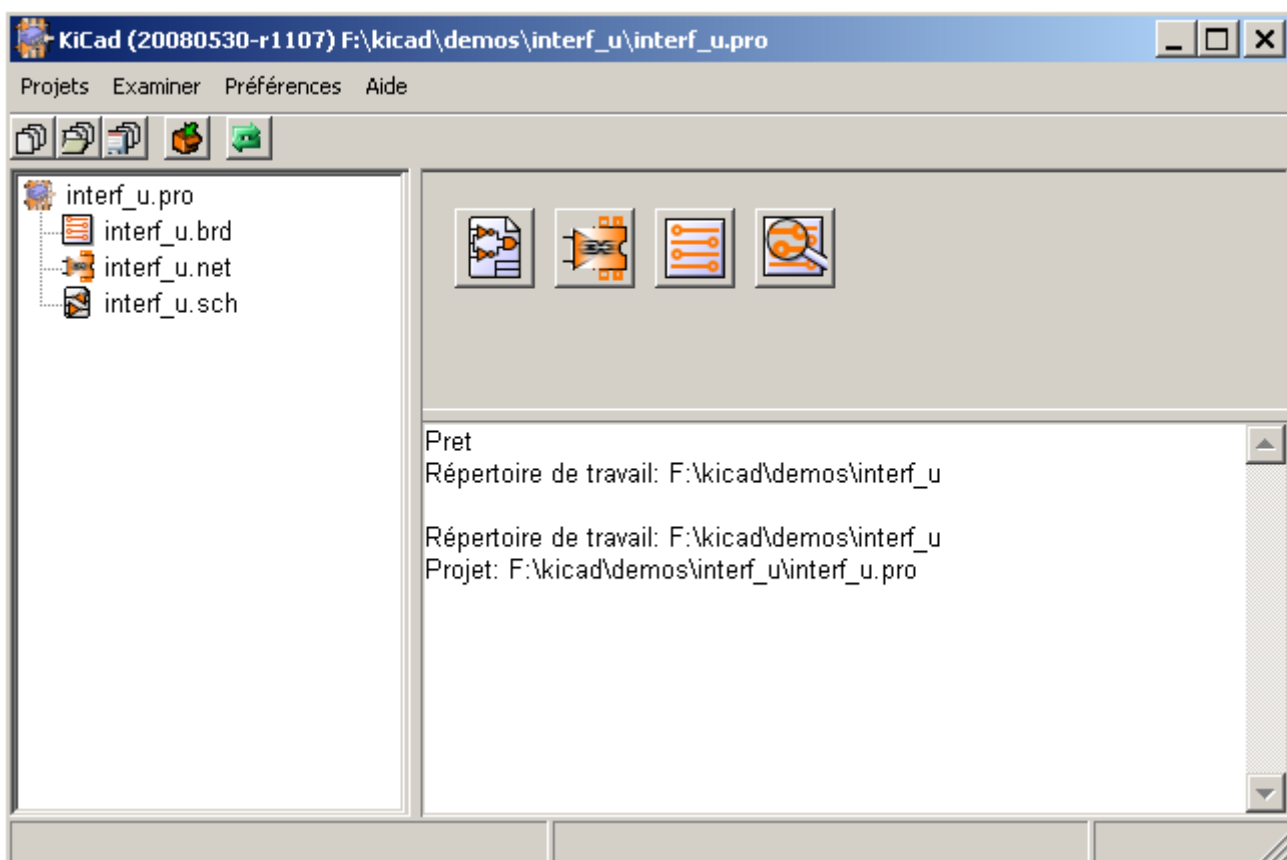 KiCad (20080530-r1107) F:\kicad\demos\interf_u\interf_u.pro
Projets Examiner Préférences Aide
interf_u.pro
interf_u.brd
interf_u.net
interf_u.sch
Pret
Répertoire de travail: F:\kicad\demos\interf_u
Répertoire de travail: F:\kicad\demos\interf_u
Projet: F:\kicad\demos\interf_u\interf_u.pro